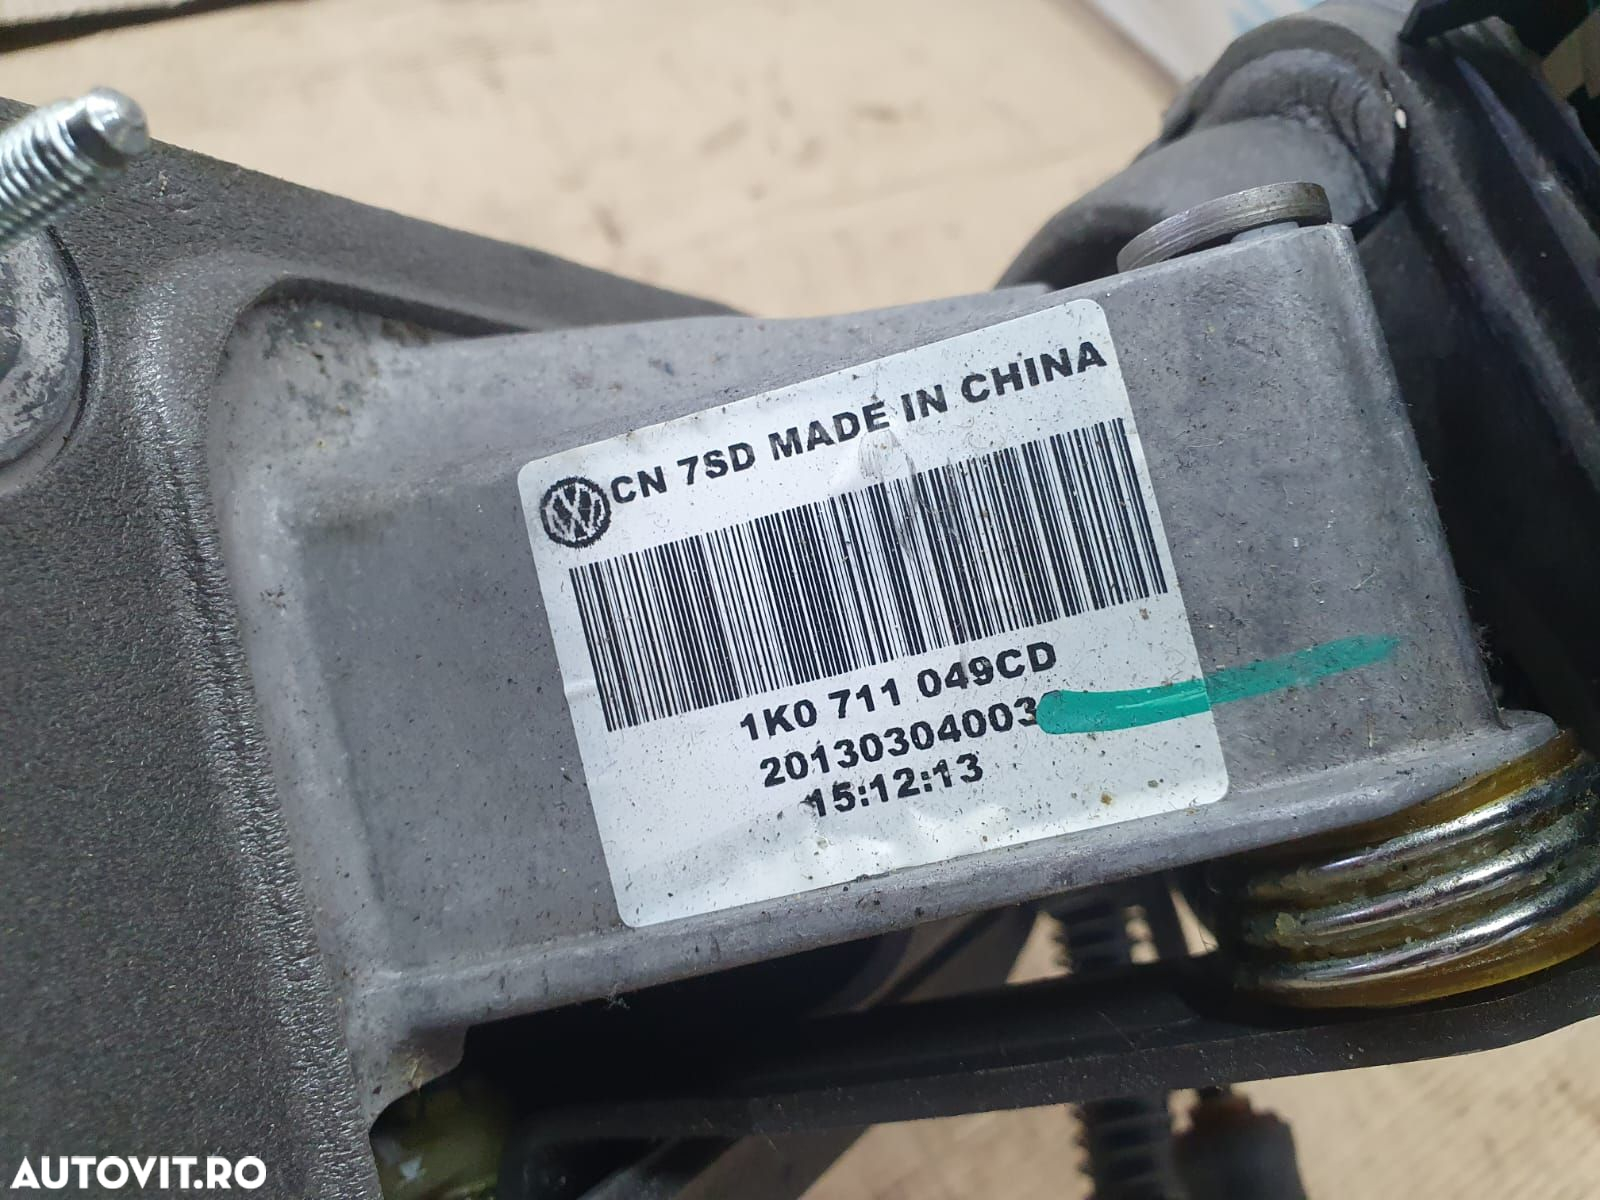 CN 7SD MADE IN CHINA
1K0 711 049CD
20130304003
15:12:13
AUTOVIT.RO